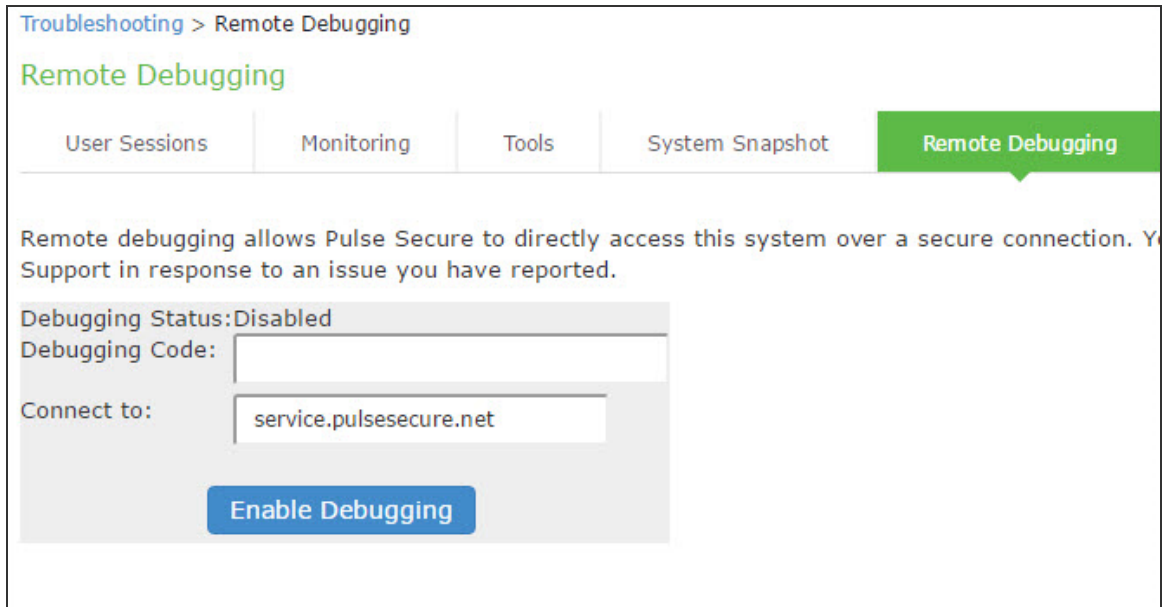 Troubleshooting > Remote Debugging
Remote Debugging
User Sessions Monitoring Tools System Snapshot Remote Debugging
Remote debugging allows Pulse Secure to directly access this system over a secure connection.
Support in response to an issue you have reported.
Debugging Status:Disabled
Debugging Code:
Connect to: service.pulsesecure.net
Enable Debugging